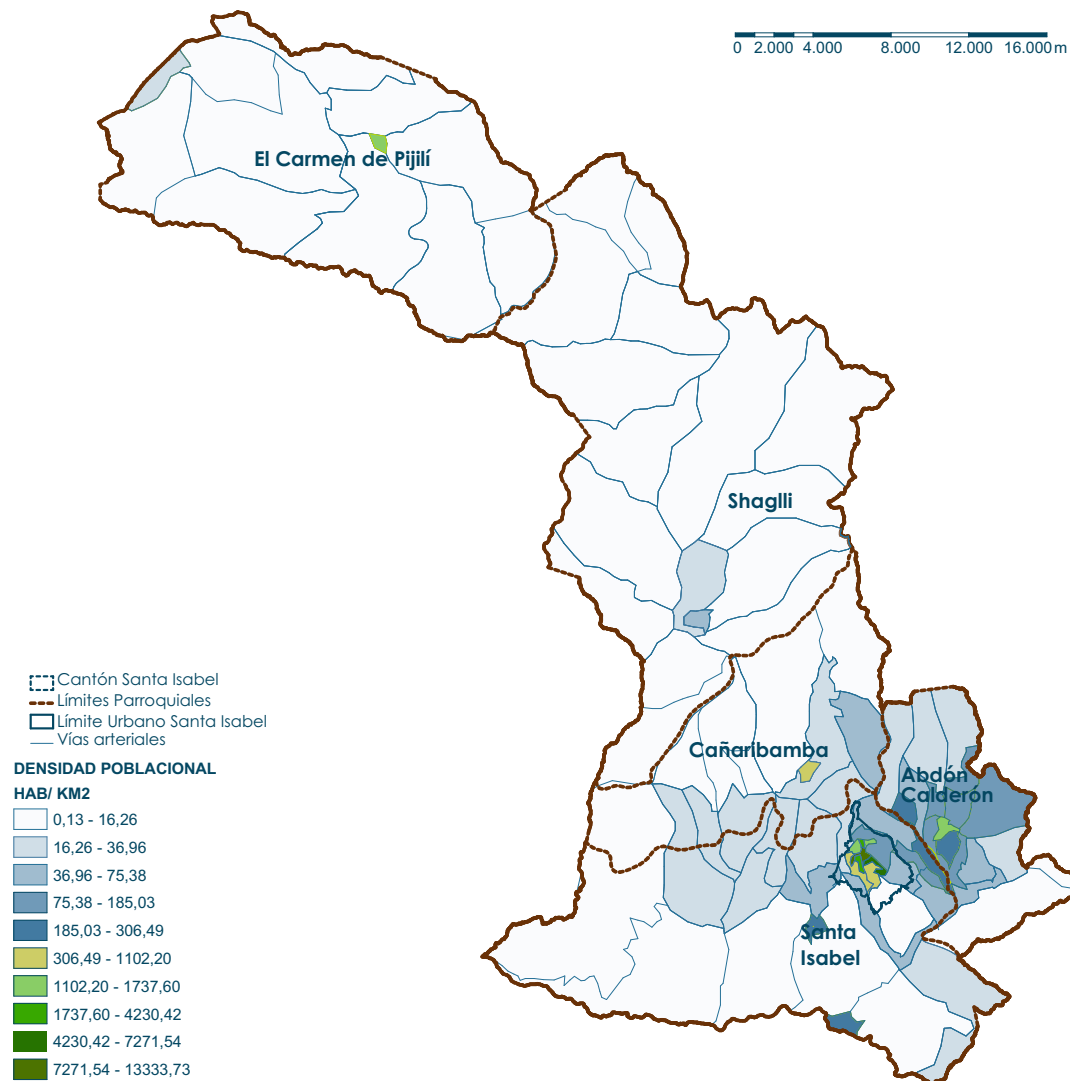 0 2.000 4.000 8.000 12.000 16.000 m
El Carmen de Pijilí
Shaglli
Cañaribamba
Abdón
Calderón
Santa
Isabel
Cantón Santa Isabel
Límites Parroquiales
Límite Urbano Santa Isabel
Vías arteriales
DENSIDAD POBLACIONAL
HAB/ KM2
0,13 - 16,26
16,26 - 36,96
36,96 - 75,38
75,38 - 185,03
185,03 - 306,49
306,49 - 1102,20
1102,20 - 1737,60
1737,60 - 4230,42
4230,42 - 7271,54
7271,54 - 13333,73